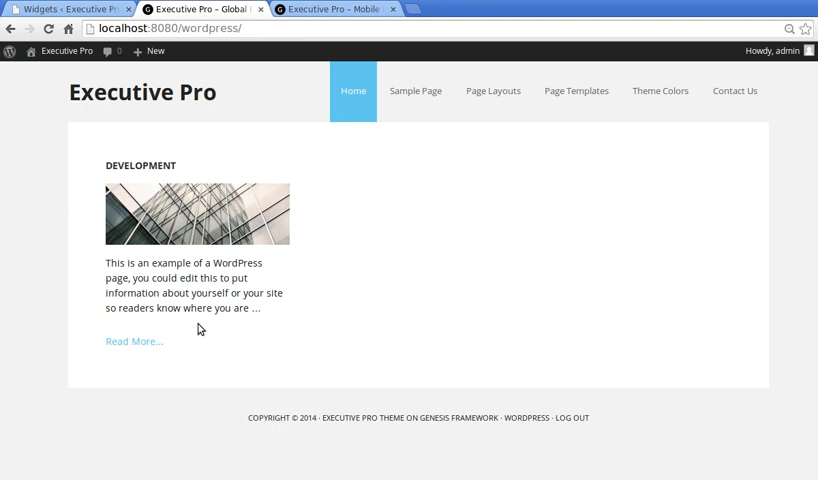 Widgets ‹ Executive Pr
Executive Pro – Global
Executive Pro – Mobile
localhost:8080/wordpress/
Executive Pro 0 New Howdy, admin
Executive Pro
Home Sample Page Page Layouts Page Templates Theme Colors Contact Us
DEVELOPMENT
This is an example of a WordPress
page, you could edit this to put
information about yourself or your site
so readers know where you are …
Read More…
COPYRIGHT © 2014 · EXECUTIVE PRO THEME ON GENESIS FRAMEWORK · WORDPRESS · LOG OUT